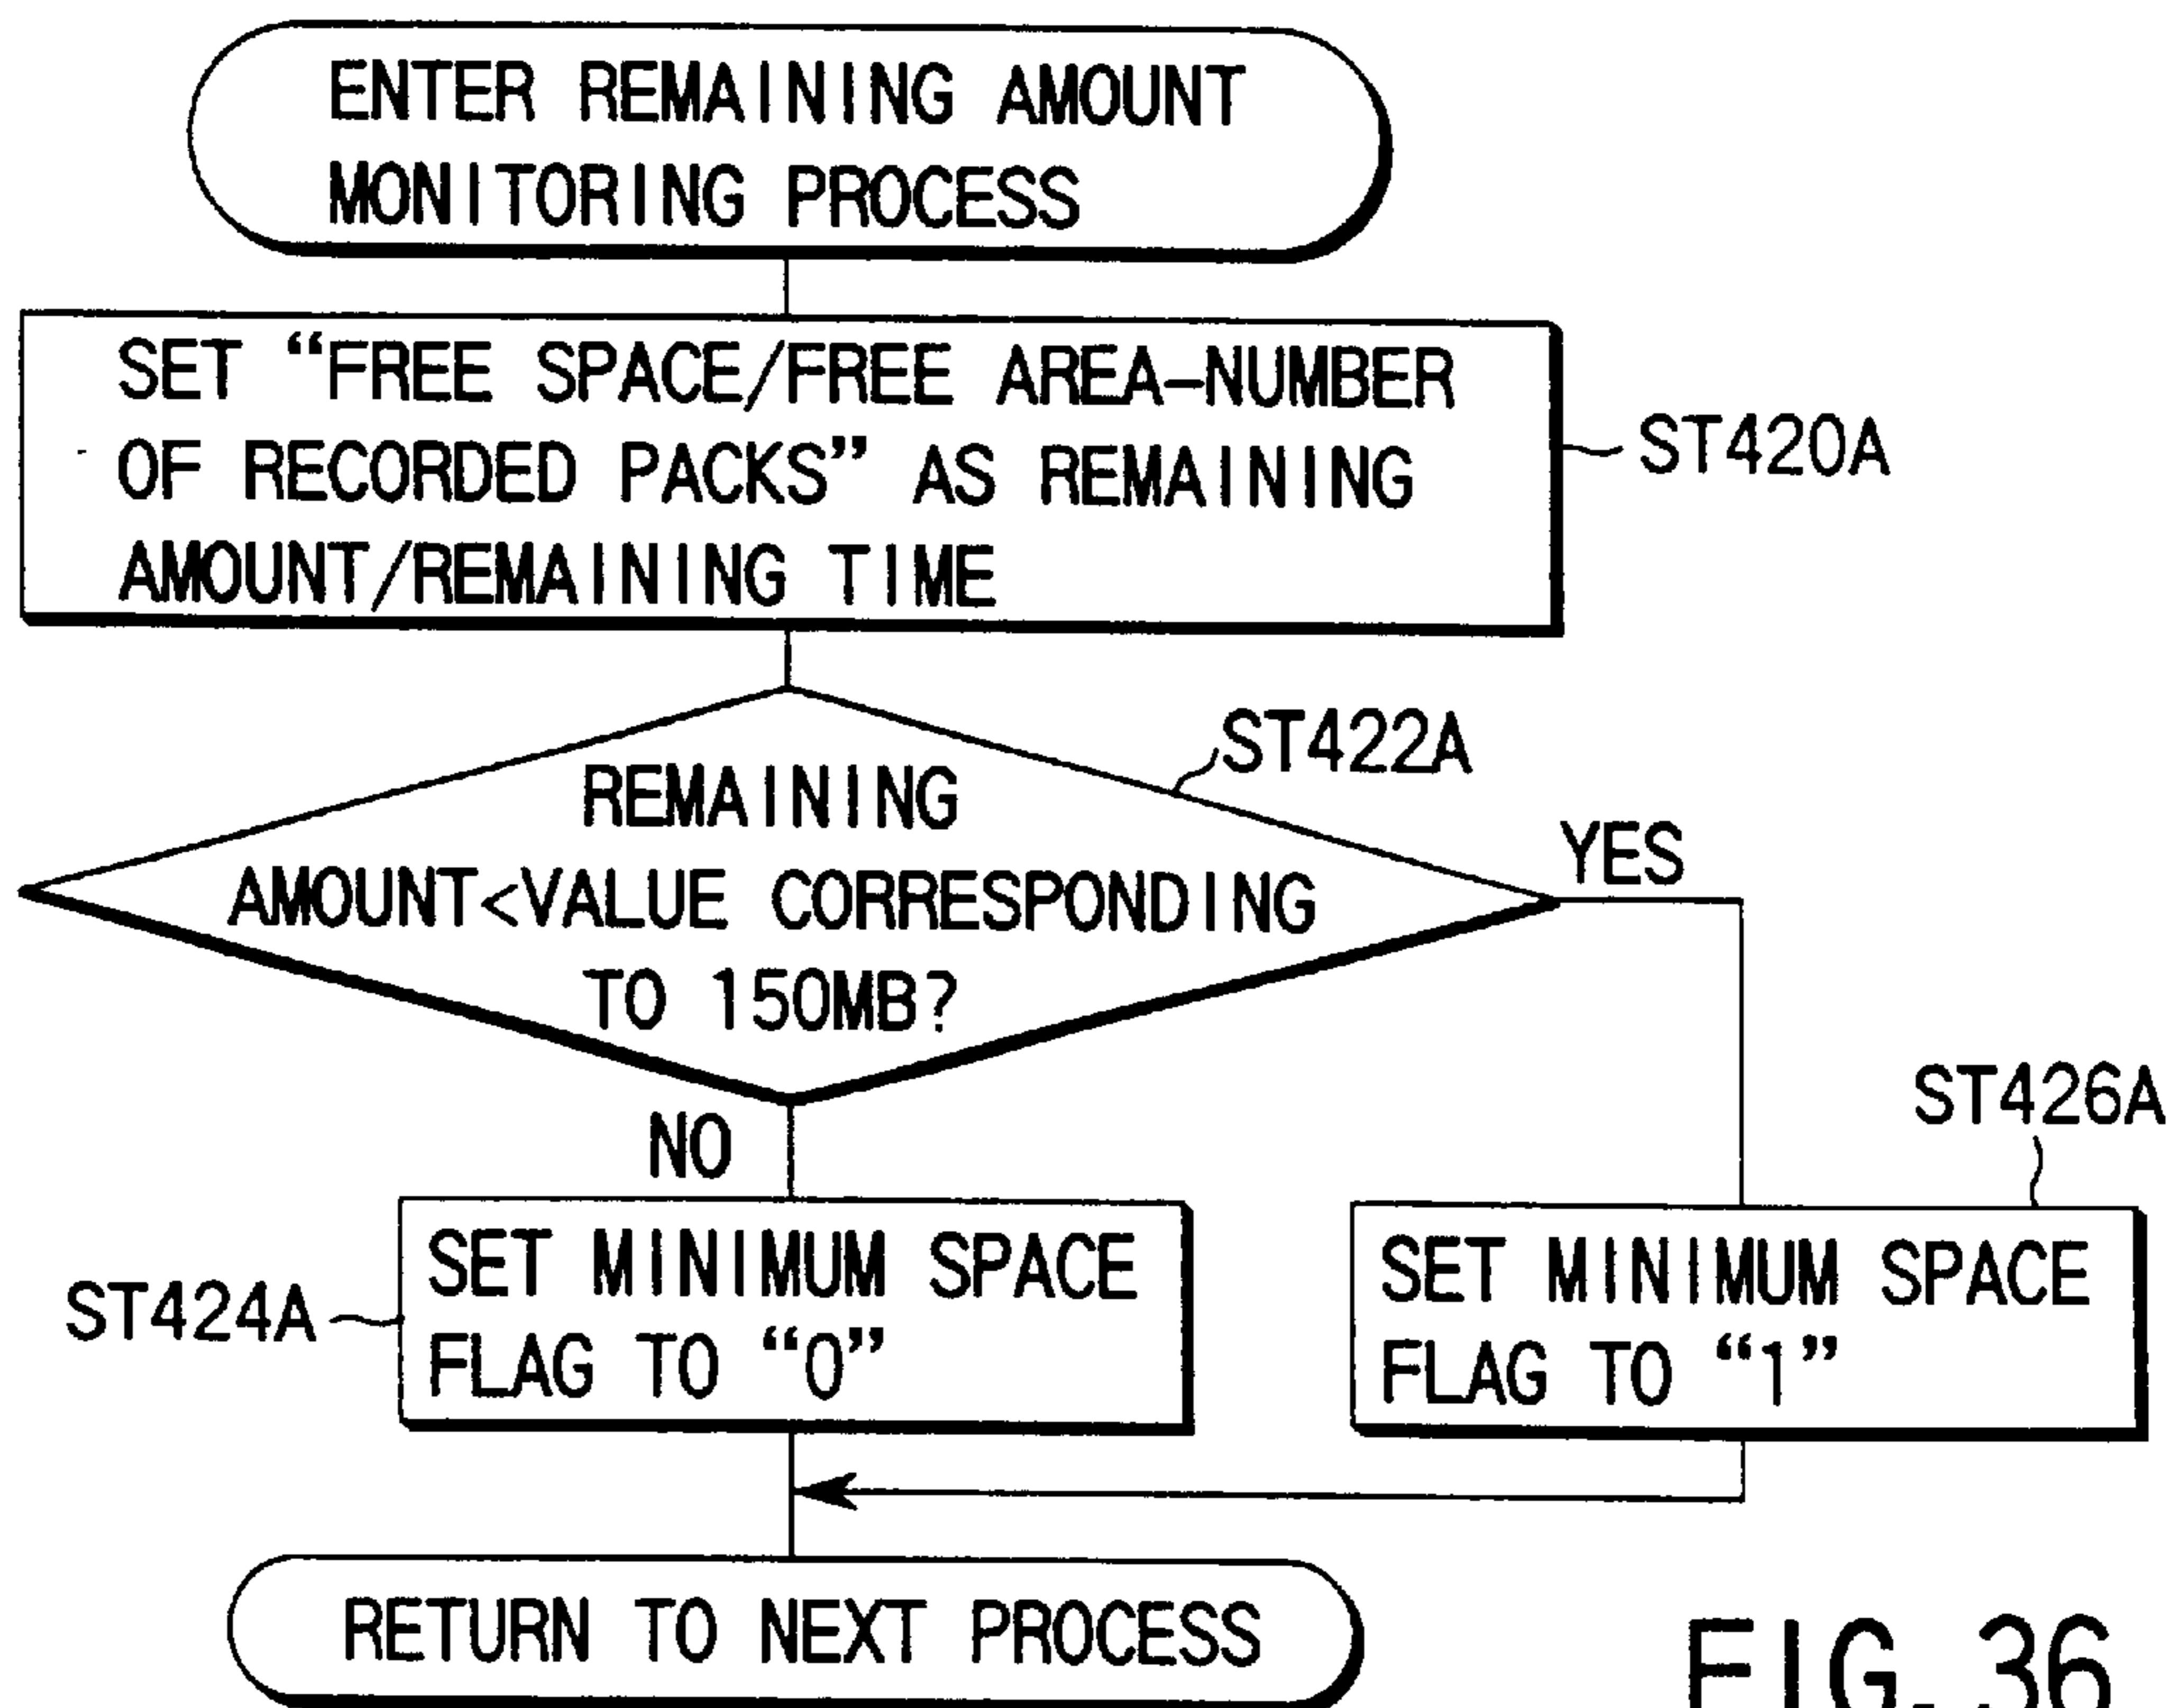 ENTER REMAINING AMOUNT
MONITORING PROCESS
SET “FREE SPACE/FREE AREA–NUMBER
OF RECORDED PACKS” AS REMAINING
AMOUNT/REMAINING TIME
ST420A
ST422A
REMAINING
AMOUNT<VALUE CORRESPONDING
TO 150MB?
YES
NO
ST426A
ST424A
SET MINIMUM SPACE
FLAG TO “0”
SET MINIMUM SPACE
FLAG TO “1”
RETURN TO NEXT PROCESS
FIG. 36